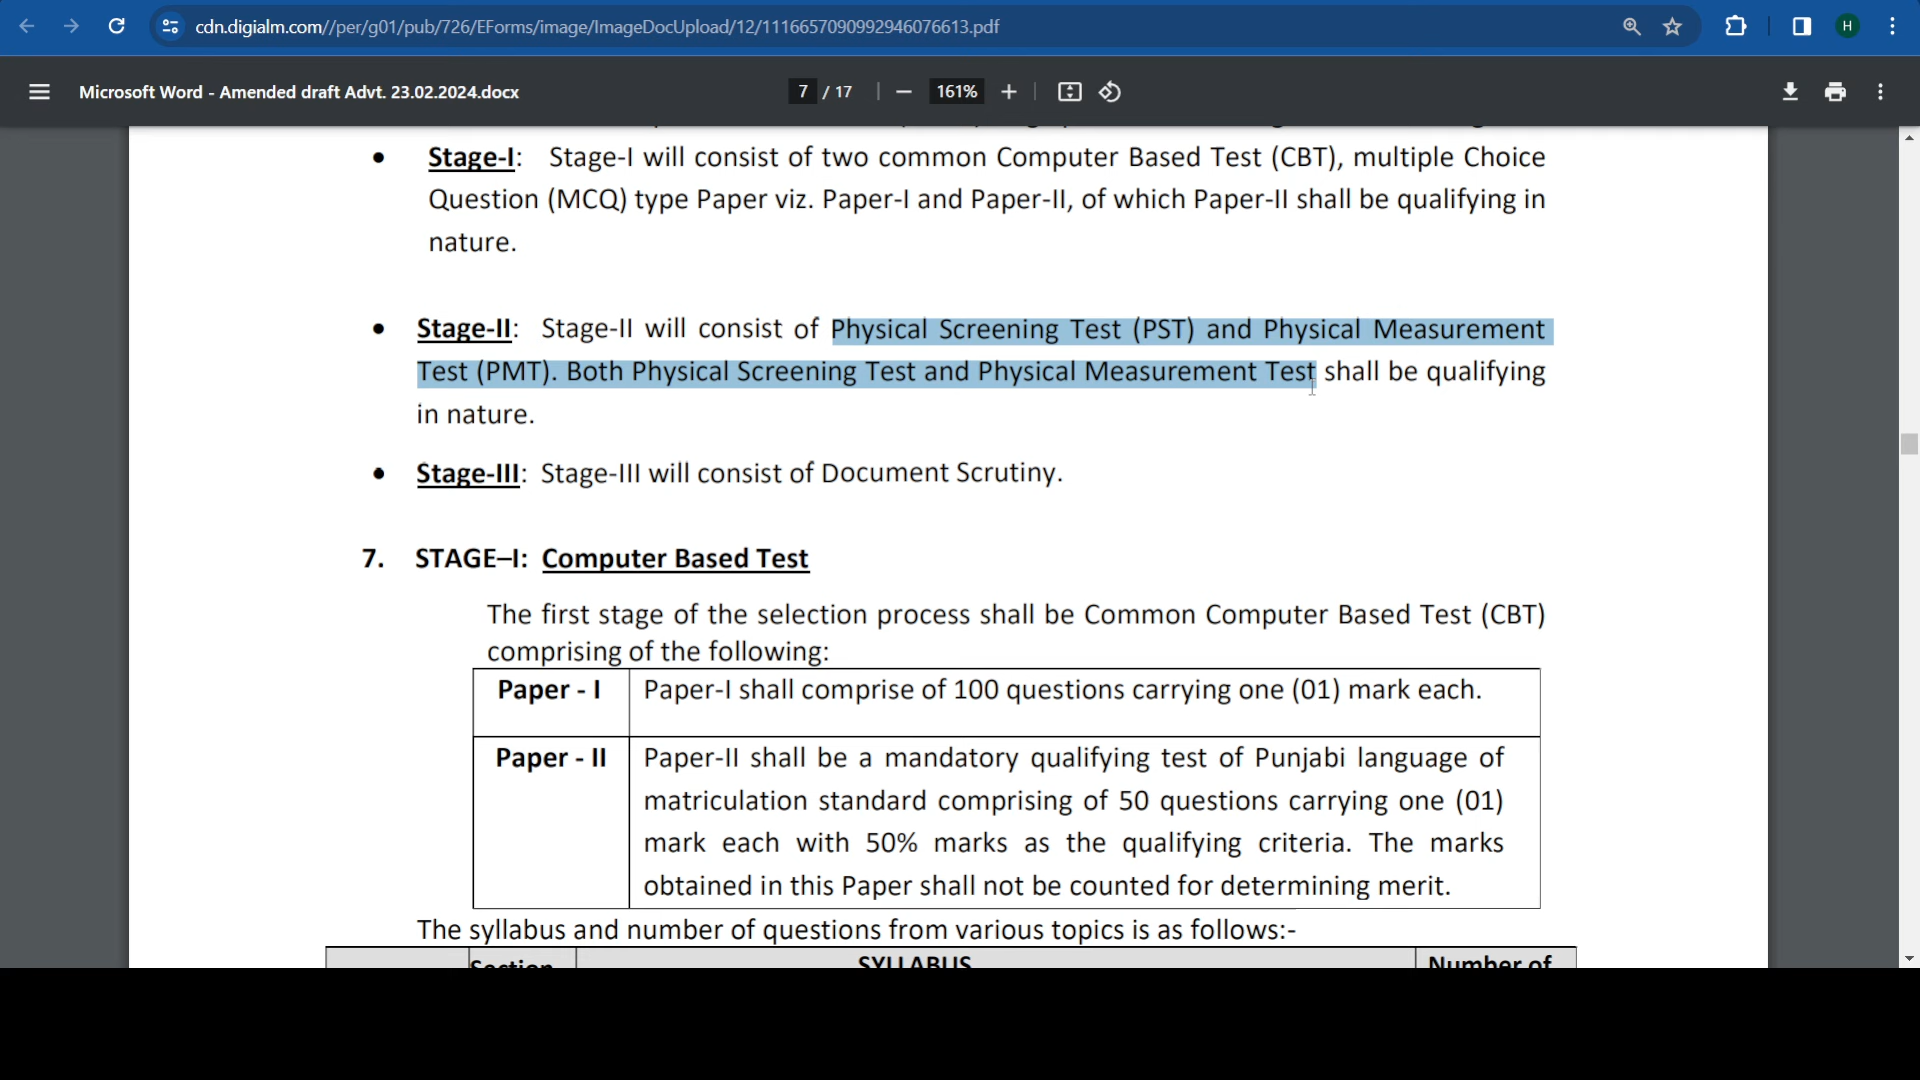 cdn.digialm.com//per/g01/pub/726/EForms/image/ImageDocUpload/12/1116657090992946076613.pdf
H
Microsoft Word - Amended draft Advt. 23.02.2024.docx
7 / 17
161%
Stage-I: Stage-I will consist of two common Computer Based Test (CBT), multiple Choice
Question (MCQ) type Paper viz. Paper-I and Paper-II, of which Paper-II shall be qualifying in
nature.
Stage-II: Stage-II will consist of Physical Screening Test (PST) and Physical Measurement
Test (PMT). Both Physical Screening Test and Physical Measurement Test shall be qualifying
in nature.
Stage-III: Stage-III will consist of Document Scrutiny.
7. STAGE–I: Computer Based Test
The first stage of the selection process shall be Common Computer Based Test (CBT)
comprising of the following:
Paper - I Paper-I shall comprise of 100 questions carrying one (01) mark each.
Paper - II Paper-II shall be a mandatory qualifying test of Punjabi language of
matriculation standard comprising of 50 questions carrying one (01)
mark each with 50% marks as the qualifying criteria. The marks
obtained in this Paper shall not be counted for determining merit.
The syllabus and number of questions from various topics is as follows:-
Section SYLLABUS Number of